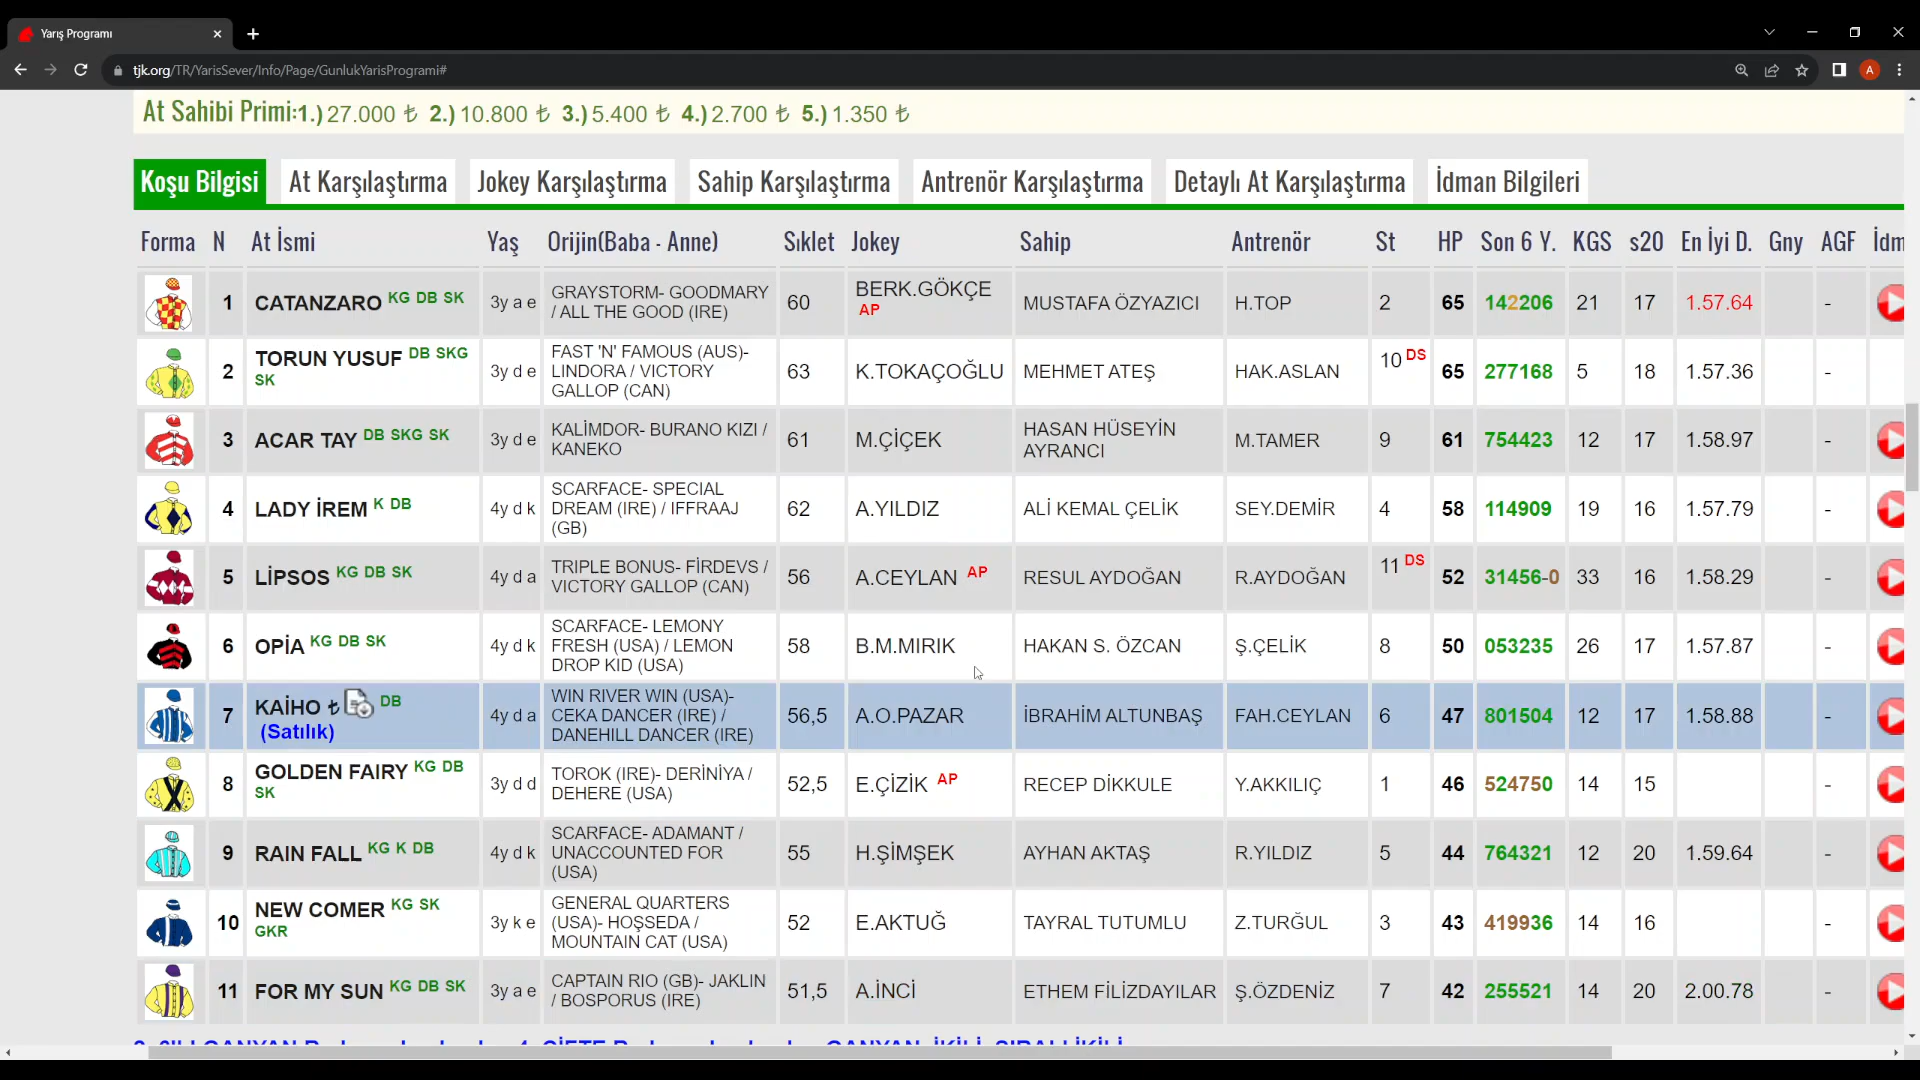 Yarış Programı
tjk.org/TR/YarisSever/Info/Page/GunlukYarisProgrami#
A
At Sahibi Primi:1.) 27.000 ₺ 2.) 10.800 ₺ 3.) 5.400 ₺ 4.) 2.700 ₺ 5.) 1.350 ₺
Koşu Bilgisi At Karşılaştırma Jokey Karşılaştırma Sahip Karşılaştırma Antrenör Karşılaştırma Detaylı At Karşılaştırma İdman Bilgileri
Forma N At İsmi Yaş Orijin(Baba - Anne) Sıklet Jokey Sahip Antrenör St HP Son 6 Y. KGS s20 En İyi D. Gny AGF İdm
1 CATANZARO KG DB SK 3y a e GRAYSTORM- GOODMARY / ALL THE GOOD (IRE) 60 BERK.GÖKÇE AP MUSTAFA ÖZYAZICI H.TOP 2 65 142206 21 17 1.57.64 -
2 TORUN YUSUF DB SKG SK 3y d e FAST 'N' FAMOUS (AUS)- LINDORA / VICTORY GALLOP (CAN) 63 K.TOKAÇOĞLU MEHMET ATEŞ HAK.ASLAN 10 DS 65 277168 5 18 1.57.36 -
3 ACAR TAY DB SKG SK 3y d e KALİMDOR- BURANO KIZI / KANEKO 61 M.ÇİÇEK HASAN HÜSEYİN AYRANCI M.TAMER 9 61 754423 12 17 1.58.97 -
4 LADY İREM K DB 4y d k SCARFACE- SPECIAL DREAM (IRE) / IFFRAAJ (GB) 62 A.YILDIZ ALİ KEMAL ÇELİK SEY.DEMİR 4 58 114909 19 16 1.57.79 -
5 LİPSOS KG DB SK 4y d a TRIPLE BONUS- FİRDEVS / VICTORY GALLOP (CAN) 56 A.CEYLAN AP RESUL AYDOĞAN R.AYDOĞAN 11 DS 52 31456-0 33 16 1.58.29 -
6 OPİA KG DB SK 4y d k SCARFACE- LEMONY FRESH (USA) / LEMON DROP KID (USA) 58 B.M.MIRIK HAKAN S. ÖZCAN Ş.ÇELİK 8 50 053235 26 17 1.57.87 -
7 KAİHO ₺ DB (Satılık) 4y d a WIN RIVER WIN (USA)- CEKA DANCER (IRE) / DANEHILL DANCER (IRE) 56,5 A.O.PAZAR İBRAHİM ALTUNBAŞ FAH.CEYLAN 6 47 801504 12 17 1.58.88 -
8 GOLDEN FAIRY KG DB SK 3y d d TOROK (IRE)- DERİNİYA / DEHERE (USA) 52,5 E.ÇİZİK AP RECEP DİKKULE Y.AKKILIÇ 1 46 524750 14 15 -
9 RAIN FALL KG K DB 4y d k SCARFACE- ADAMANT / UNACCOUNTED FOR (USA) 55 H.ŞİMŞEK AYHAN AKTAŞ R.YILDIZ 5 44 764321 12 20 1.59.64 -
10 NEW COMER KG SK GKR 3y k e GENERAL QUARTERS (USA)- HOŞSEDA / MOUNTAIN CAT (USA) 52 E.AKTUĞ TAYRAL TUTUMLU Z.TURĞUL 3 43 419936 14 16 -
11 FOR MY SUN KG DB SK 3y a e CAPTAIN RIO (GB)- JAKLIN / BOSPORUS (IRE) 51,5 A.İNCİ ETHEM FİLİZDAYILAR Ş.ÖZDENİZ 7 42 255521 14 20 2.00.78 -